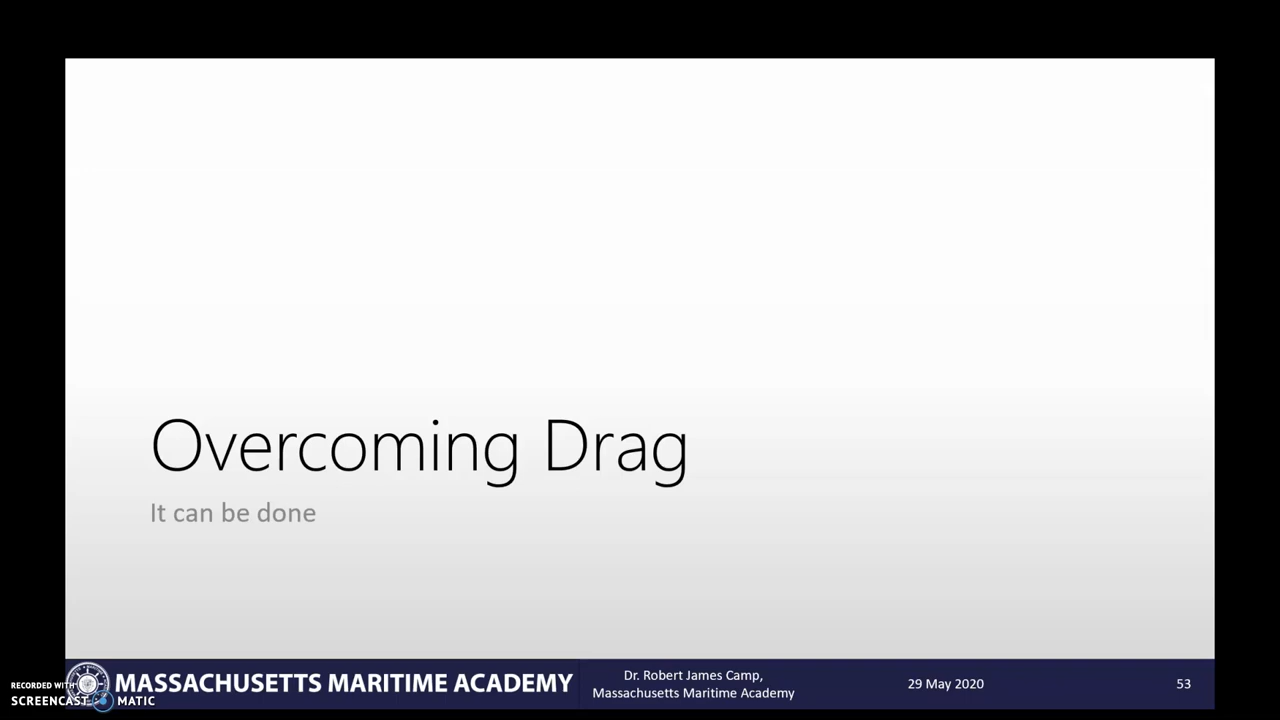 Overcoming Drag
It can be done
MASSACHUSETTS MARITIME ACADEMY
Dr. Robert James Camp,
Massachusetts Maritime Academy
29 May 2020
53
RECORDED WITH
SCREENCAST MATIC